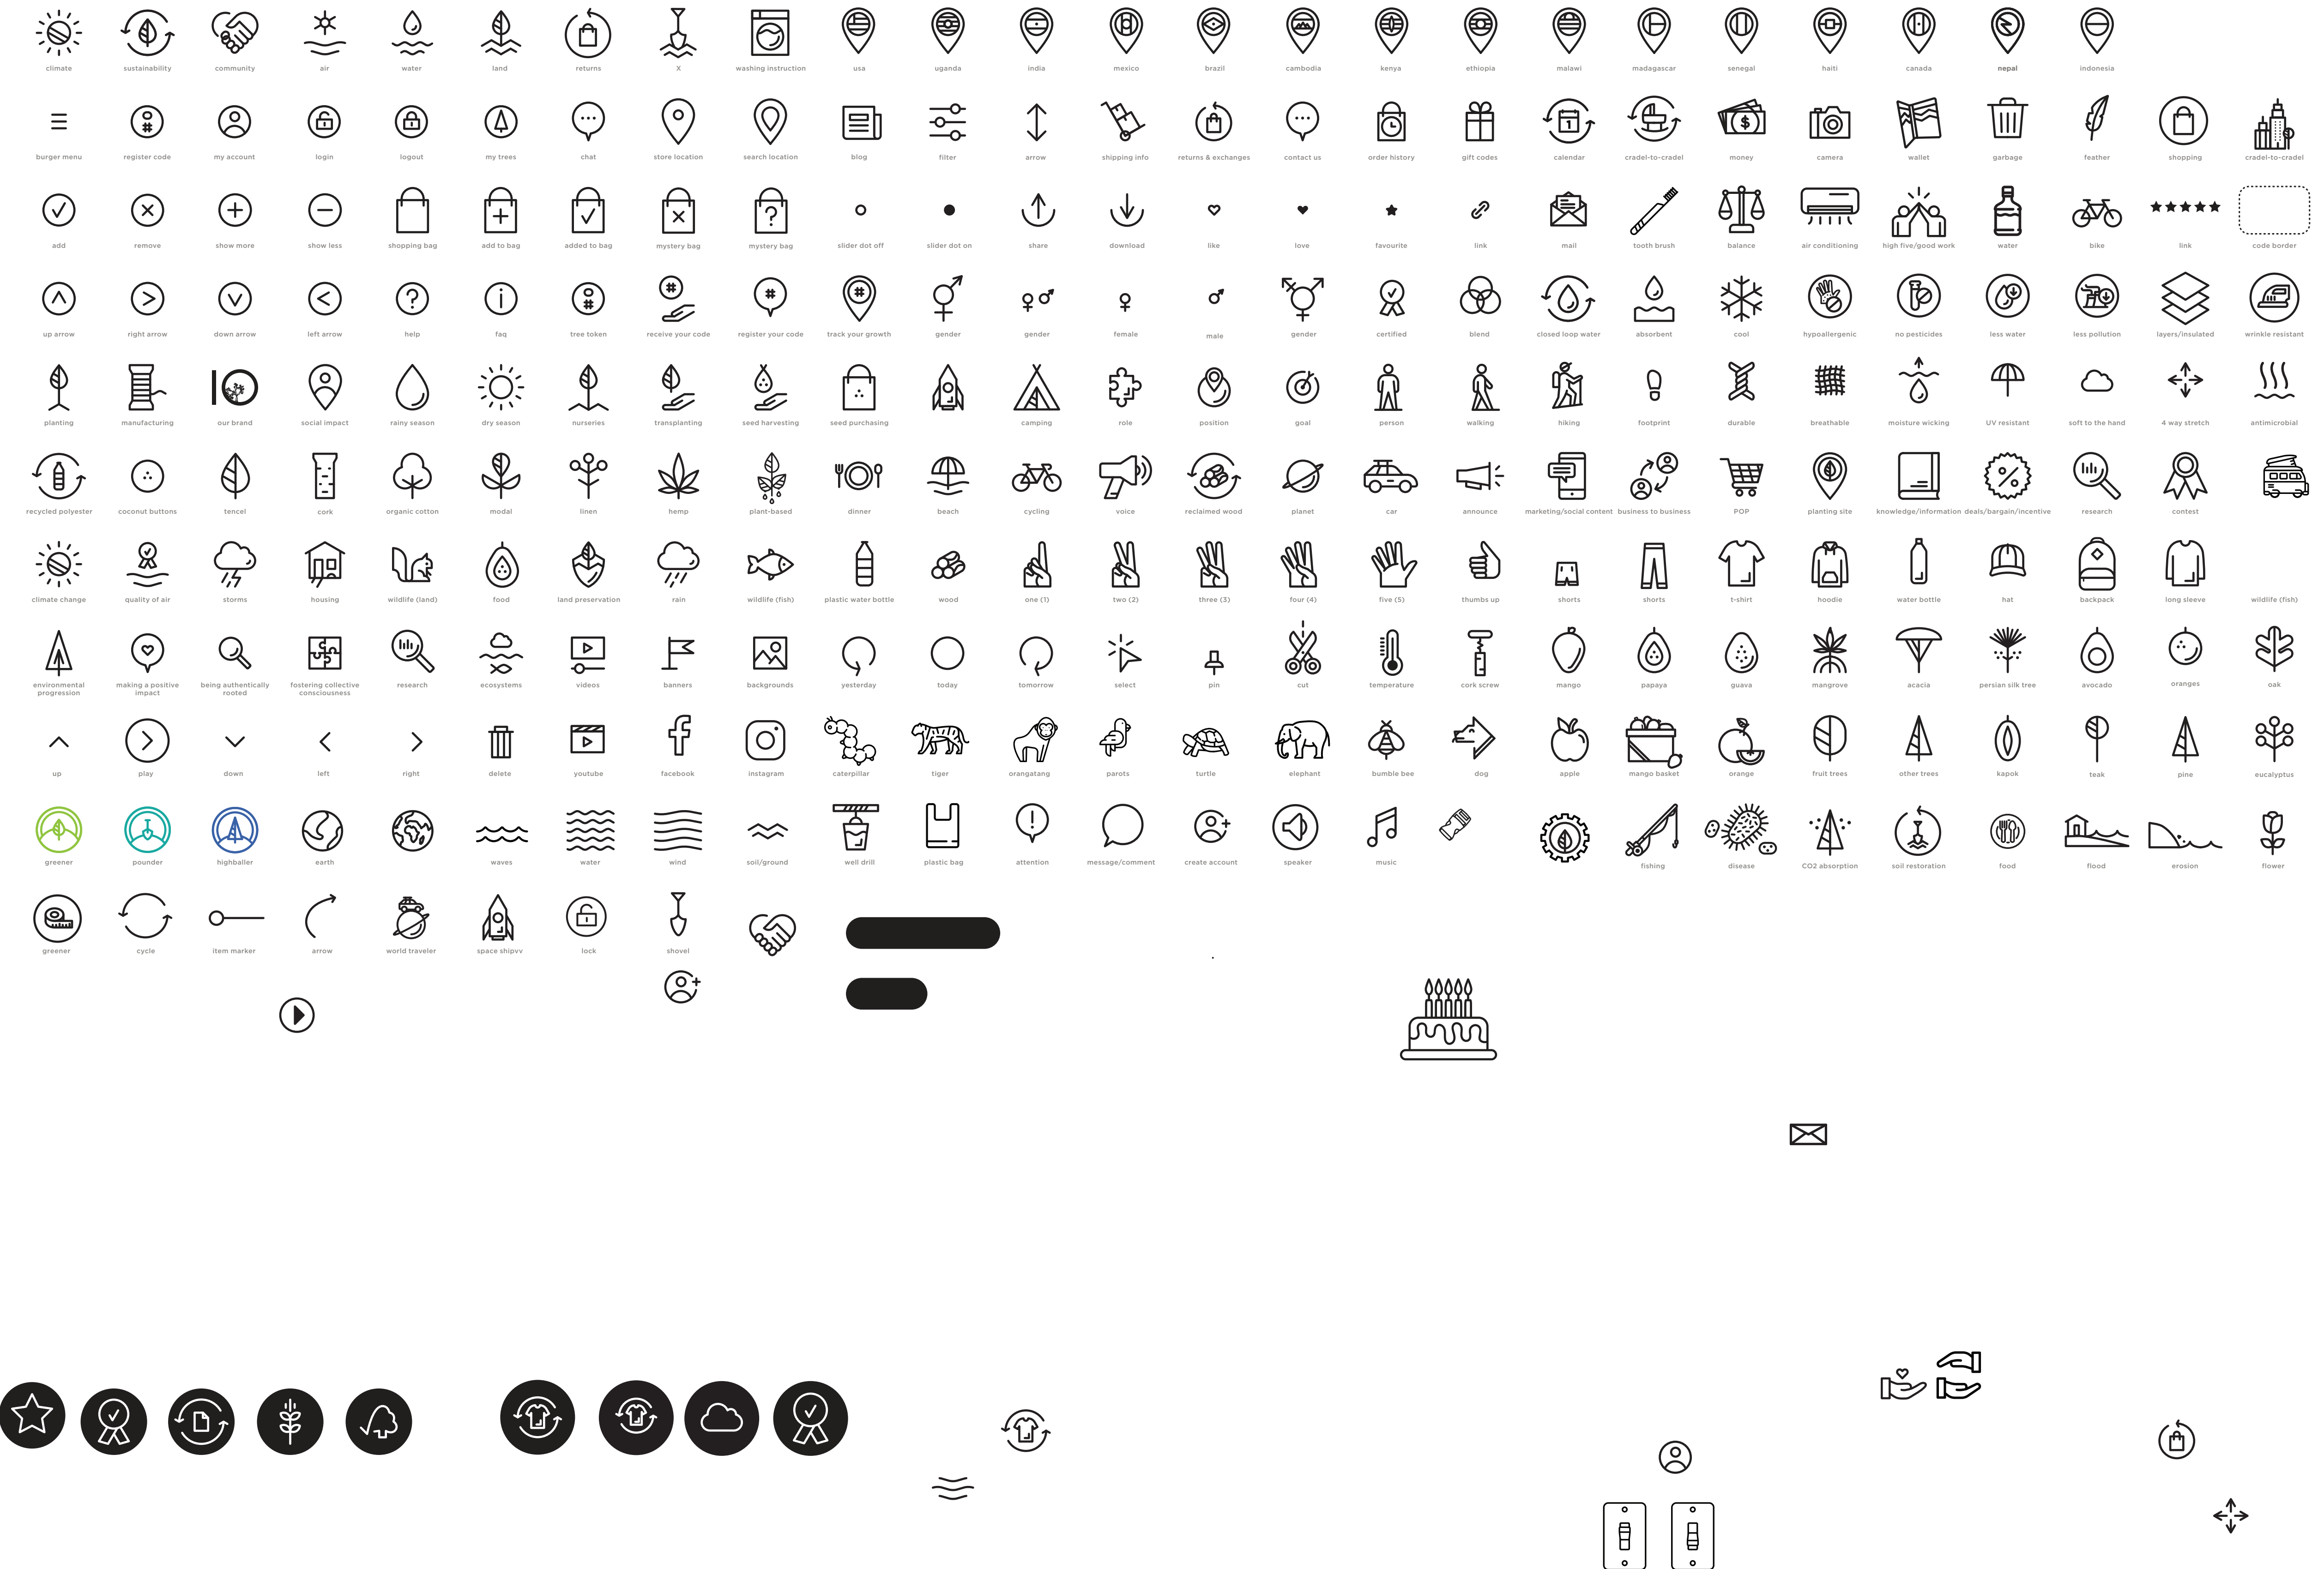 climate sustainability community air water land returns X washing instruction usa uganda india mexico brazil cambodia kenya ethiopia malawi madagascar senegal haiti canada nepal indonesia
burger menu register code my account login logout my trees chat store location search location blog filter arrow shipping info returns & exchanges contact us order history gift codes calendar cradel-to-cradel money camera wallet garbage feather shopping cradel-to-cradel
add remove show more show less shopping bag add to bag added to bag mystery bag mystery bag slider dot off slider dot on share download like love favourite link mail tooth brush balance air conditioning high five/good work water bike link code border
up arrow right arrow down arrow left arrow help faq tree token receive your code register your code track your growth gender gender female male gender certified blend closed loop water absorbent cool hypoallergenic no pesticides less water less pollution layers/insulated wrinkle resistant
planting manufacturing our brand social impact rainy season dry season nurseries transplanting seed harvesting seed purchasing camping role position goal person walking hiking footprint durable breathable moisture wicking UV resistant soft to the hand 4 way stretch antimicrobial
recycled polyester coconut buttons tencel cork organic cotton modal linen hemp plant-based dinner beach cycling voice reclaimed wood planet car announce marketing/social content business to business POP planting site knowledge/information deals/bargain/incentive research contest
climate change quality of air storms housing wildlife (land) food land preservation rain wildlife (fish) plastic water bottle wood one (1) two (2) three (3) four (4) five (5) thumbs up shorts shorts t-shirt hoodie water bottle hat backpack long sleeve wildlife (fish)
environmental making a positive being authentically fostering collective research ecosystems videos banners backgrounds yesterday today tomorrow select pin cut temperature cork screw mango papaya guava mangrove acacia persian silk tree avocado oranges oak
progression impact rooted consciousness
up play down left right delete youtube facebook instagram caterpillar tiger orangatang parots turtle elephant bumble bee dog apple mango basket orange fruit trees other trees kapok teak pine eucalyptus
greener pounder highballer earth waves water wind soil/ground well drill plastic bag attention message/comment create account speaker music fishing disease CO2 absorption soil restoration food flood erosion flower
greener cycle item marker arrow world traveler space shipvv lock shovel